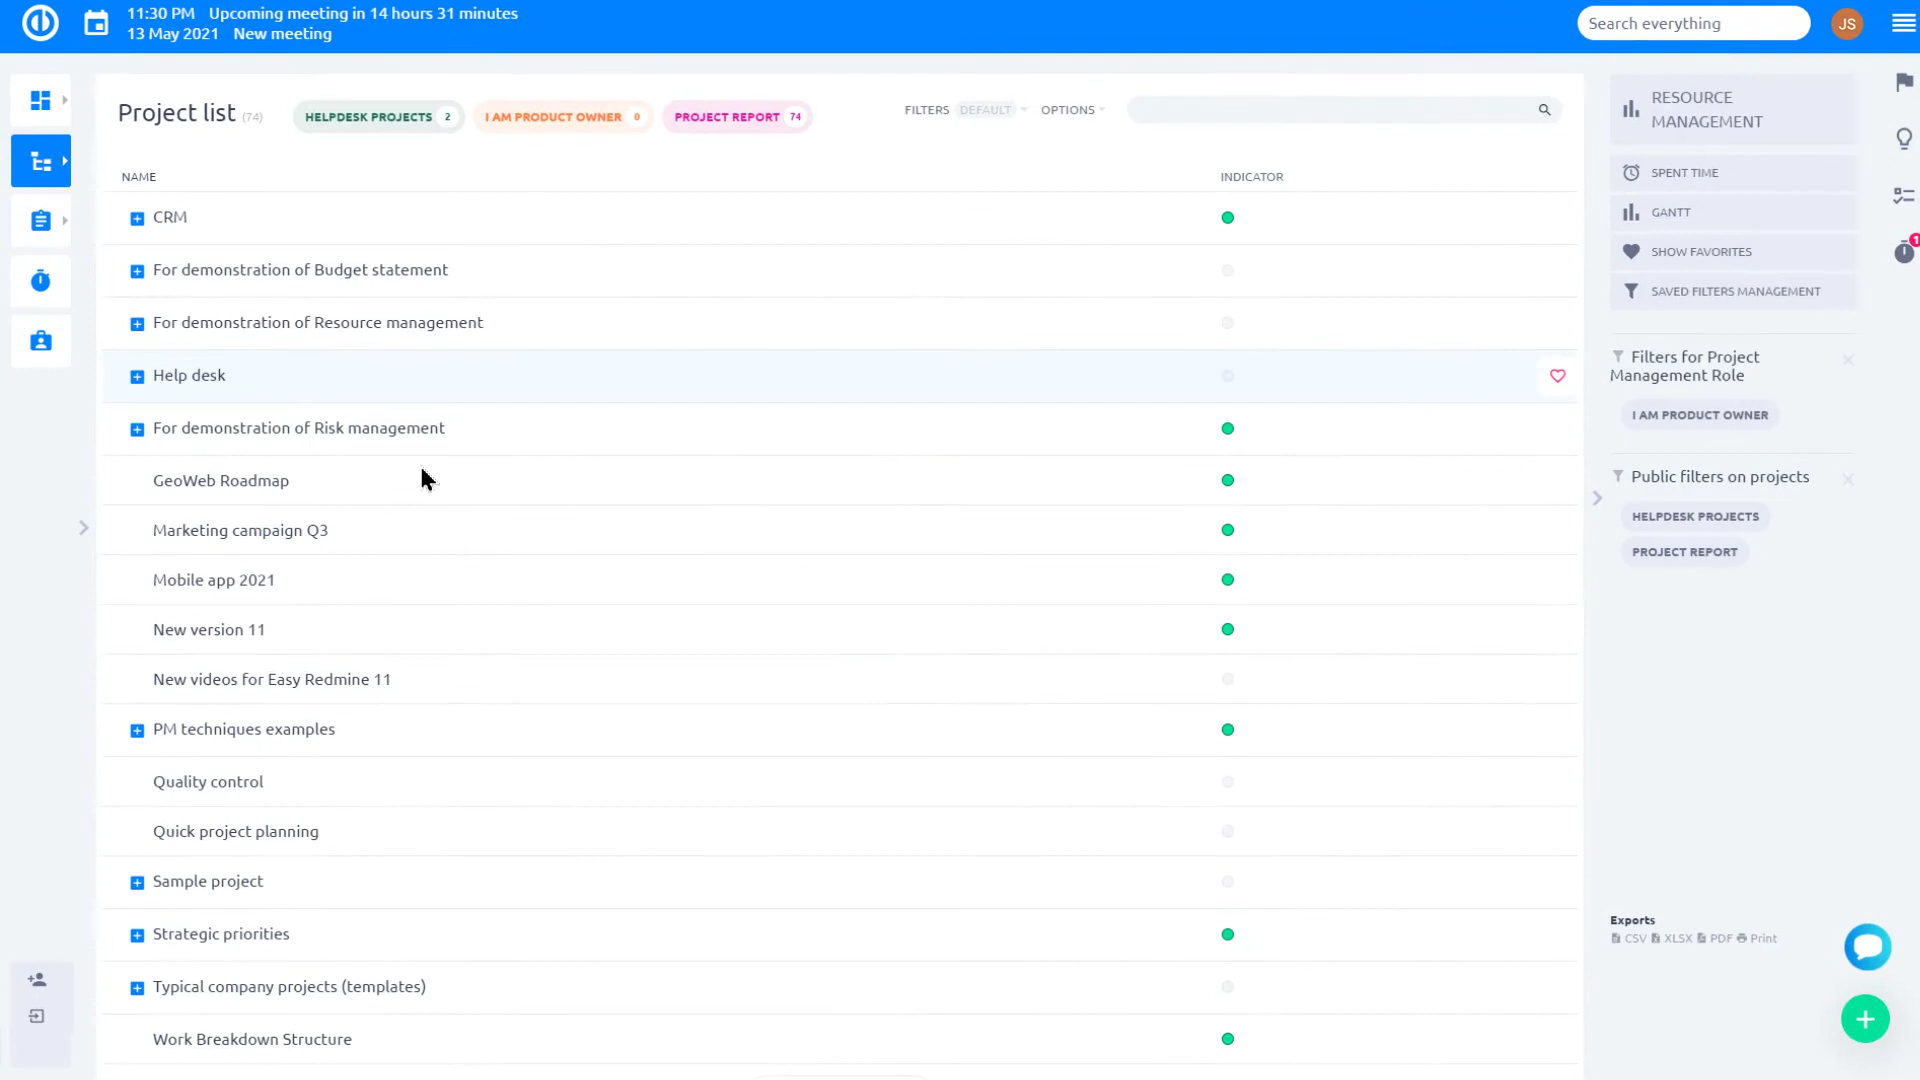 11:30 PM Upcoming meeting in 14 hours 31 minutes
13 May 2021 New meeting
Search everything
JS
Project list (74)
HELPDESK PROJECTS 2
I AM PRODUCT OWNER 0
PROJECT REPORT 74
FILTERS DEFAULT
OPTIONS
NAME INDICATOR
CRM
For demonstration of Budget statement
For demonstration of Resource management
Help desk
For demonstration of Risk management
GeoWeb Roadmap
Marketing campaign Q3
Mobile app 2021
New version 11
New videos for Easy Redmine 11
PM techniques examples
Quality control
Quick project planning
Sample project
Strategic priorities
Typical company projects (templates)
Work Breakdown Structure
RESOURCE
MANAGEMENT
SPENT TIME
GANTT
SHOW FAVORITES
SAVED FILTERS MANAGEMENT
Filters for Project
Management Role
I AM PRODUCT OWNER
Public filters on projects
HELPDESK PROJECTS
PROJECT REPORT
Exports
CSV XLSX PDF Print
1